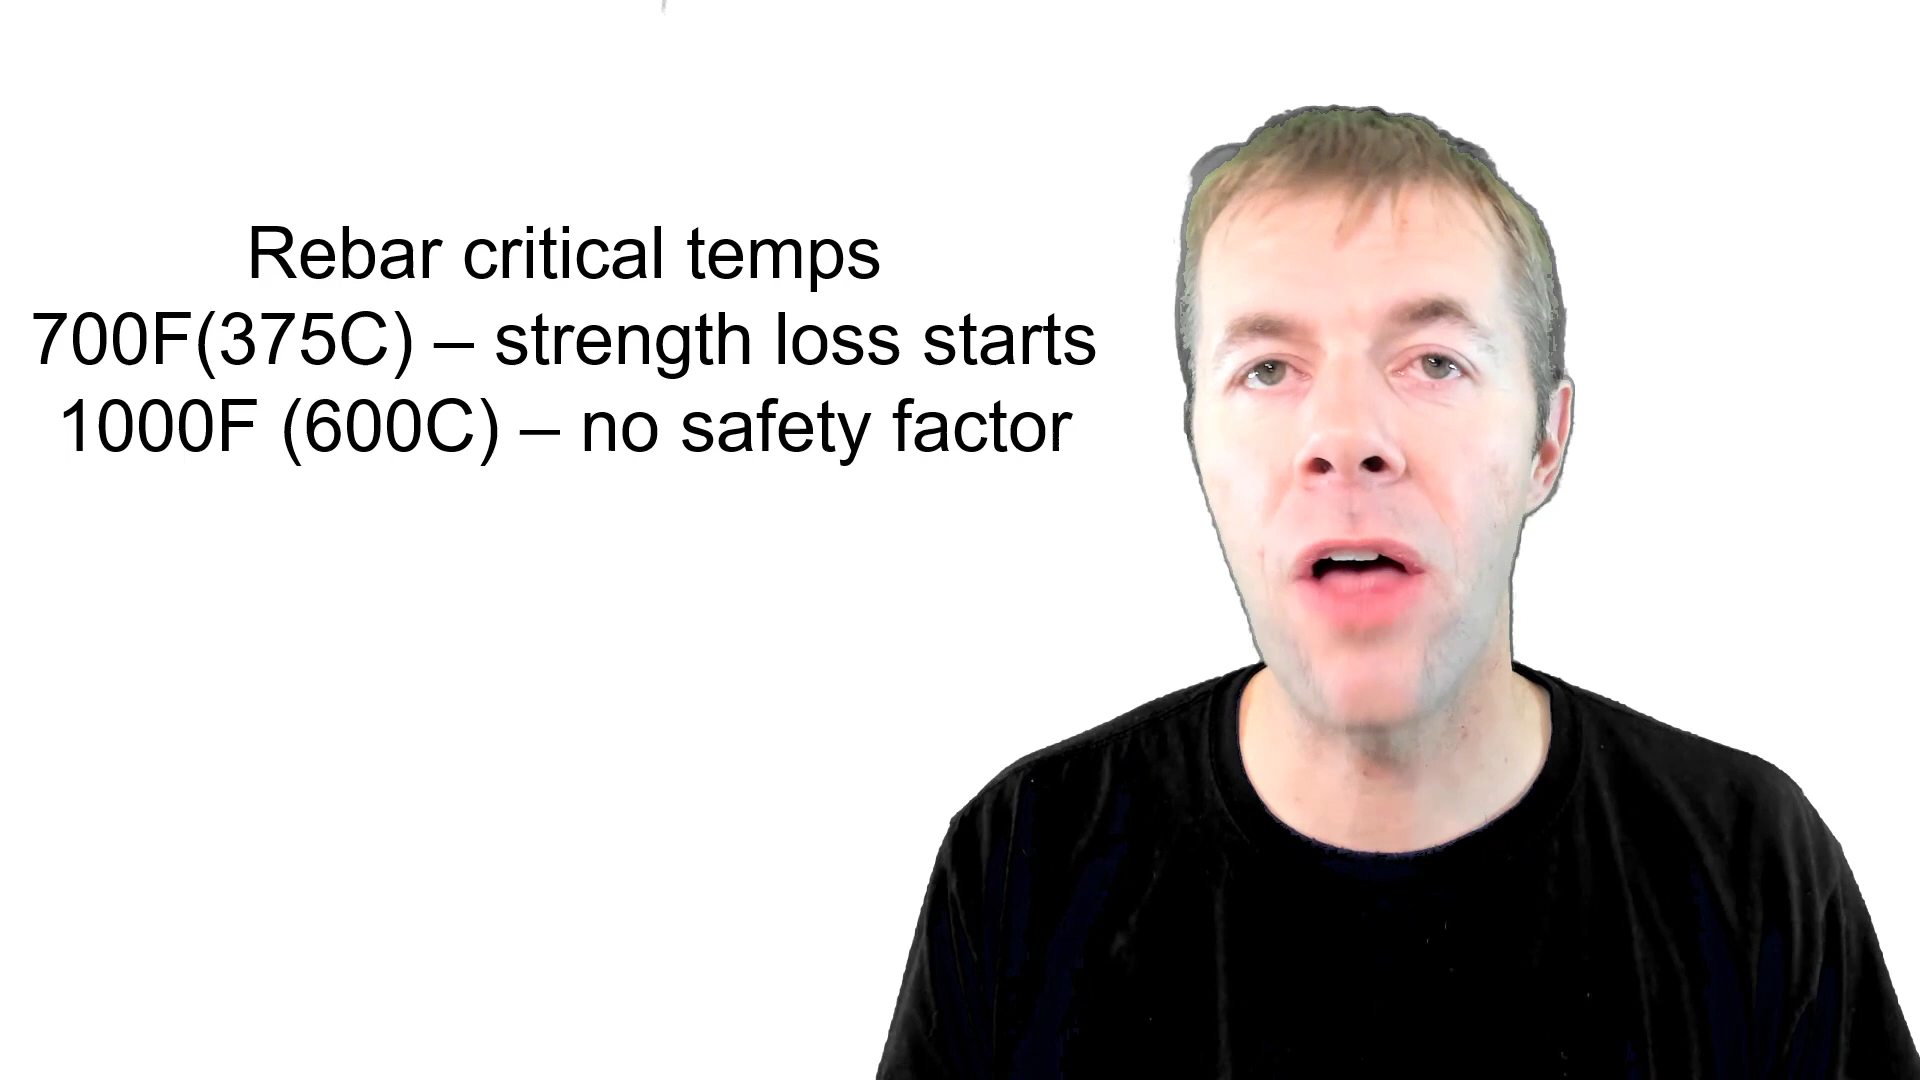 Rebar critical temps
700F(375C) – strength loss starts
1000F (600C) – no safety factor